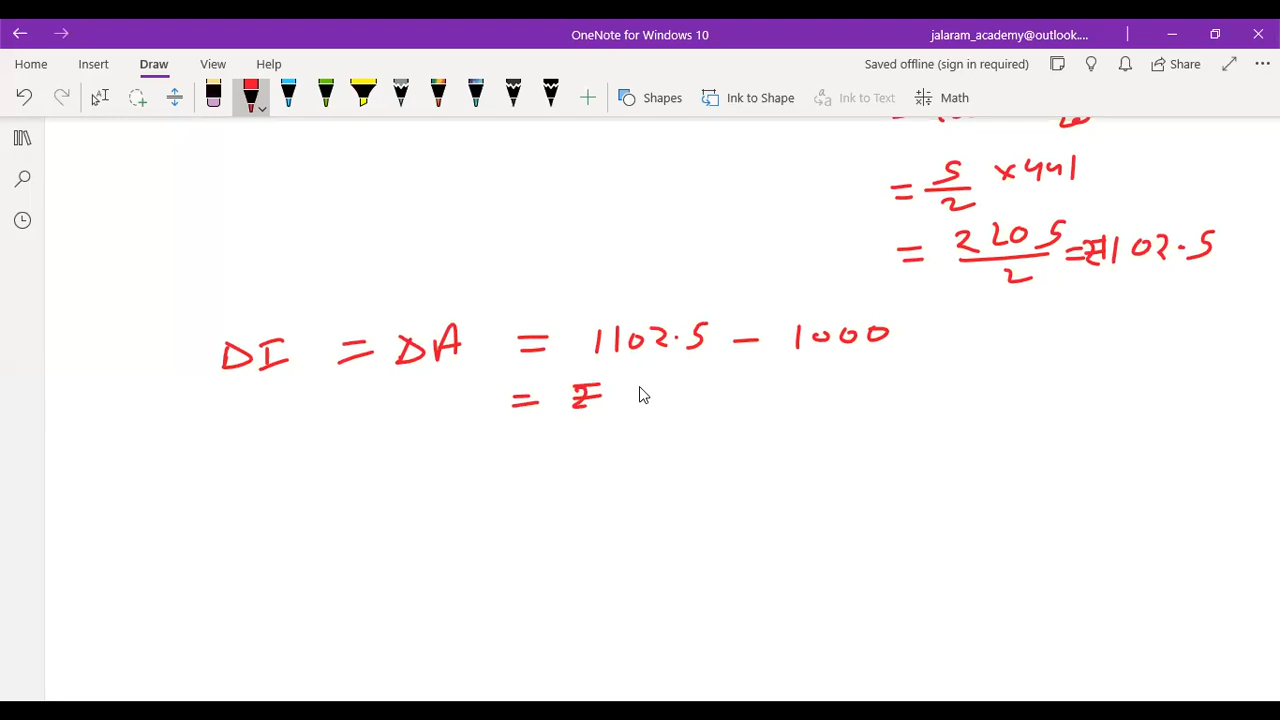 OneNote for Windows 10
jalaram_academy@outlook....
Home Insert Draw View Help
Saved offline (sign in required)
Share
Shapes
Ink to Shape
Ink to Text
Math
= 5/2 ×441
= 2205/2 = ₹1102.5
DI = DA = 1102.5 - 1000
= ₹